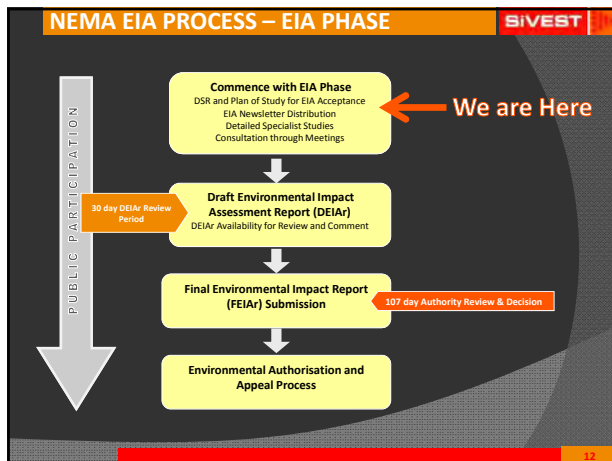 NEMA EIA PROCESS – EIA PHASE
SiVEST
PUBLIC PARTICIPATION
Commence with EIA Phase
DSR and Plan of Study for EIA Acceptance
EIA Newsletter Distribution
Detailed Specialist Studies
Consultation through Meetings
We are Here
30 day DEIAr Review
Period
Draft Environmental Impact
Assessment Report (DEIAr)
DEIAr Availability for Review and Comment
Final Environmental Impact Report
(FEIAr) Submission
107 day Authority Review & Decision
Environmental Authorisation and
Appeal Process
12